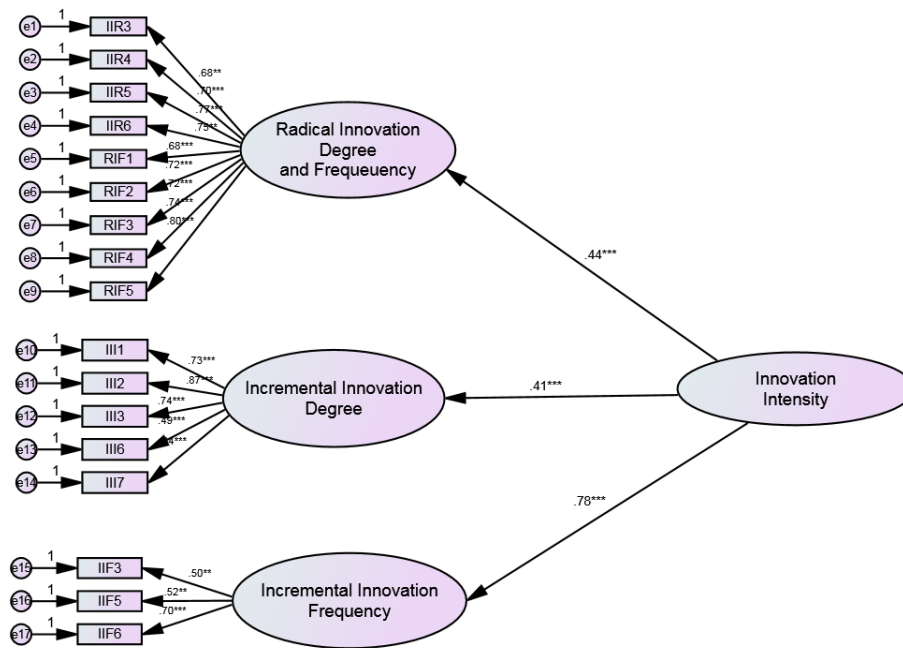 e1 1 IIR3
e2 1 IIR4
e3 1 IIR5
e4 1 IIR6
e5 1 RIF1
e6 1 RIF2
e7 1 RIF3
e8 1 RIF4
e9 1 RIF5
.68**
.70***
.77***
.75**
.68***
.72***
.72***
.74***
.80***
Radical Innovation
Degree
and Frequeuency
.44***
e10 1 III1
e11 1 III2
e12 1 III3
e13 1 III6
e14 1 III7
.73***
.87***
.74***
.49***
Incremental Innovation
Degree
.41***
Innovation
Intensity
.78***
e15 1 IIF3
e16 1 IIF5
e17 1 IIF6
.50**
.52**
.70***
Incremental Innovation
Frequency